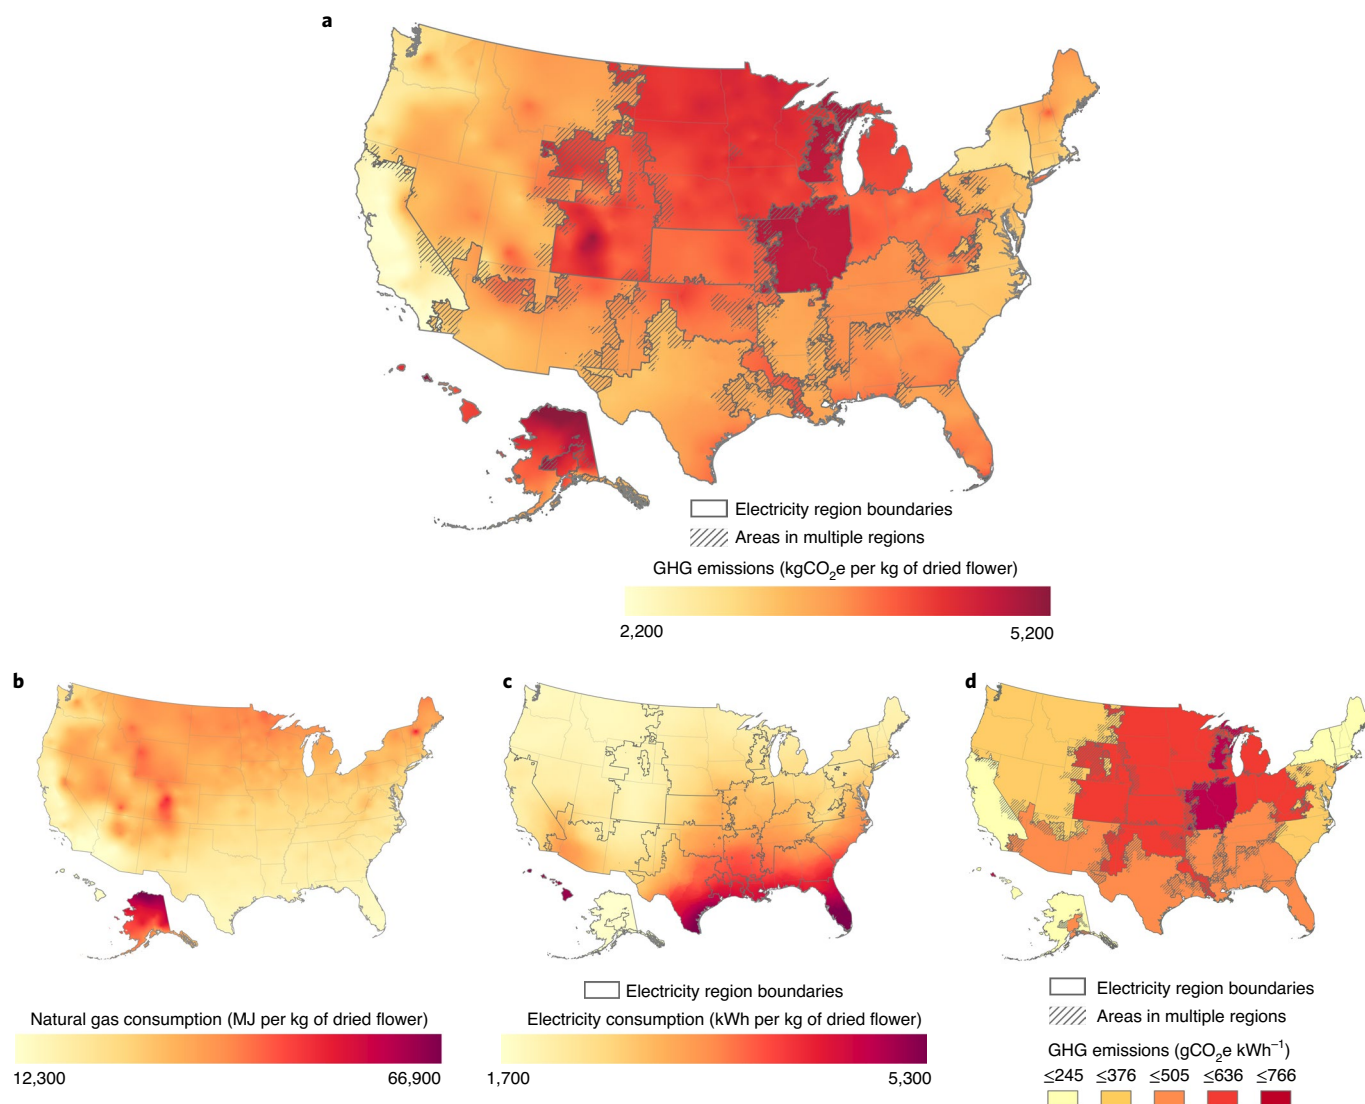 a
Electricity region boundaries
Areas in multiple regions
GHG emissions (kgCO₂e per kg of dried flower)
2,200 5,200
b c d
Electricity region boundaries
Electricity region boundaries
Areas in multiple regions
Natural gas consumption (MJ per kg of dried flower)
12,300 66,900
Electricity consumption (kWh per kg of dried flower)
1,700 5,300
GHG emissions (gCO₂e kWh⁻¹)
≤245 ≤376 ≤505 ≤636 ≤766